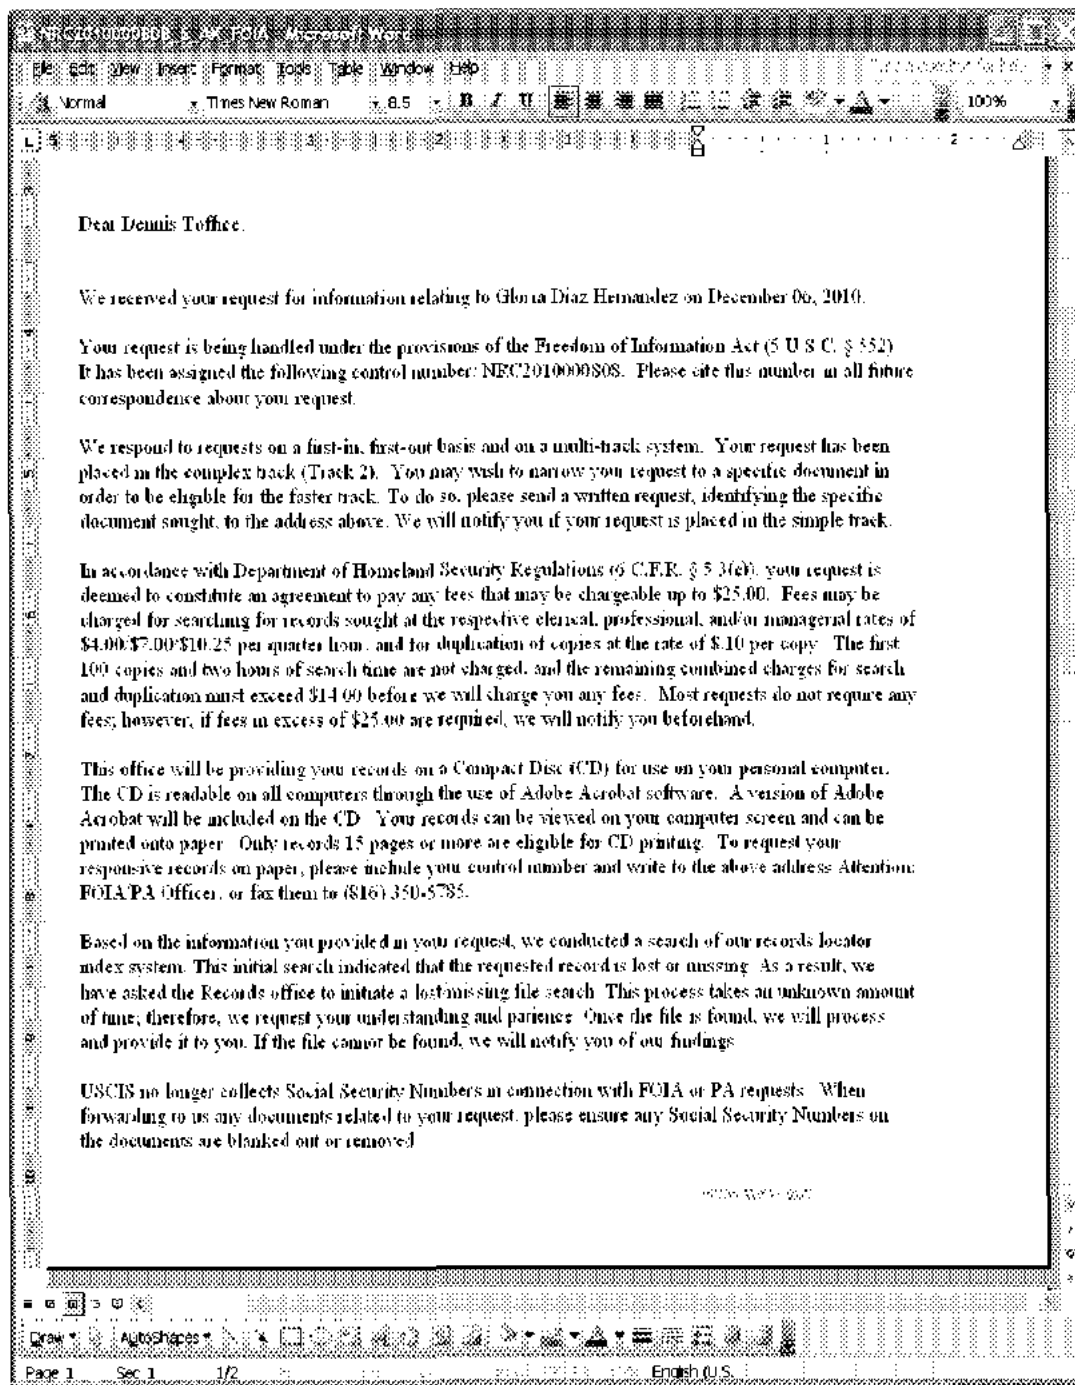 Microsoft Word
File Edit View Insert Format Tools Table Window Help
Normal Times New Roman 8.5 B I U 100%
Dear Dennis Toffice.
We received your request for information relating to Gloria Diaz Hernandez on December 06, 2010.
Your request is being handled under the provisions of the Freedom of Information Act (5 U S C. § 552)
It has been assigned the following control number: NRC2010000808. Please cite this number in all future
correspondence about your request.
We respond to requests on a first-in, first-out basis and on a multi-track system. Your request has been
placed in the complex track (Track 2). You may wish to narrow your request to a specific document in
order to be eligible for the faster track. To do so, please send a written request, identifying the specific
document sought, to the address above. We will notify you if your request is placed in the simple track.
In accordance with Department of Homeland Security Regulations (6 C.F.R. § 5.3(c)), your request is
deemed to constitute an agreement to pay any fees that may be chargeable up to $25.00. Fees may be
charged for searching for records sought at the respective clerical, professional, and/or managerial rates of
$4.00/$7.00/$10.25 per quarter hour, and for duplication of copies at the rate of $.10 per copy. The first
100 copies and two hours of search time are not charged, and the remaining combined charges for search
and duplication must exceed $14.00 before we will charge you any fees. Most requests do not require any
fees; however, if fees in excess of $25.00 are required, we will notify you beforehand.
This office will be providing your records on a Compact Disc (CD) for use on your personal computer.
The CD is readable on all computers through the use of Adobe Acrobat software. A version of Adobe
Acrobat will be included on the CD. Your records can be viewed on your computer screen and can be
printed onto paper. Only records 15 pages or more are eligible for CD printing. To request your
responsive records on paper, please include your control number and write to the above address Attention:
FOIA/PA Officer, or fax them to (816) 350-5785.
Based on the information you provided in your request, we conducted a search of our records locator
index system. This initial search indicated that the requested record is lost or missing. As a result, we
have asked the Records office to initiate a lost/missing file search. This process takes an unknown amount
of time; therefore, we request your understanding and patience. Once the file is found, we will process
and provide it to you. If the file cannot be found, we will notify you of our findings.
USCIS no longer collects Social Security Numbers in connection with FOIA or PA requests. When
forwarding to us any documents related to your request, please ensure any Social Security Numbers on
the documents are blanked out or removed.
Draw AutoShapes
Page 1 Sec 1 1/2 English (U.S.